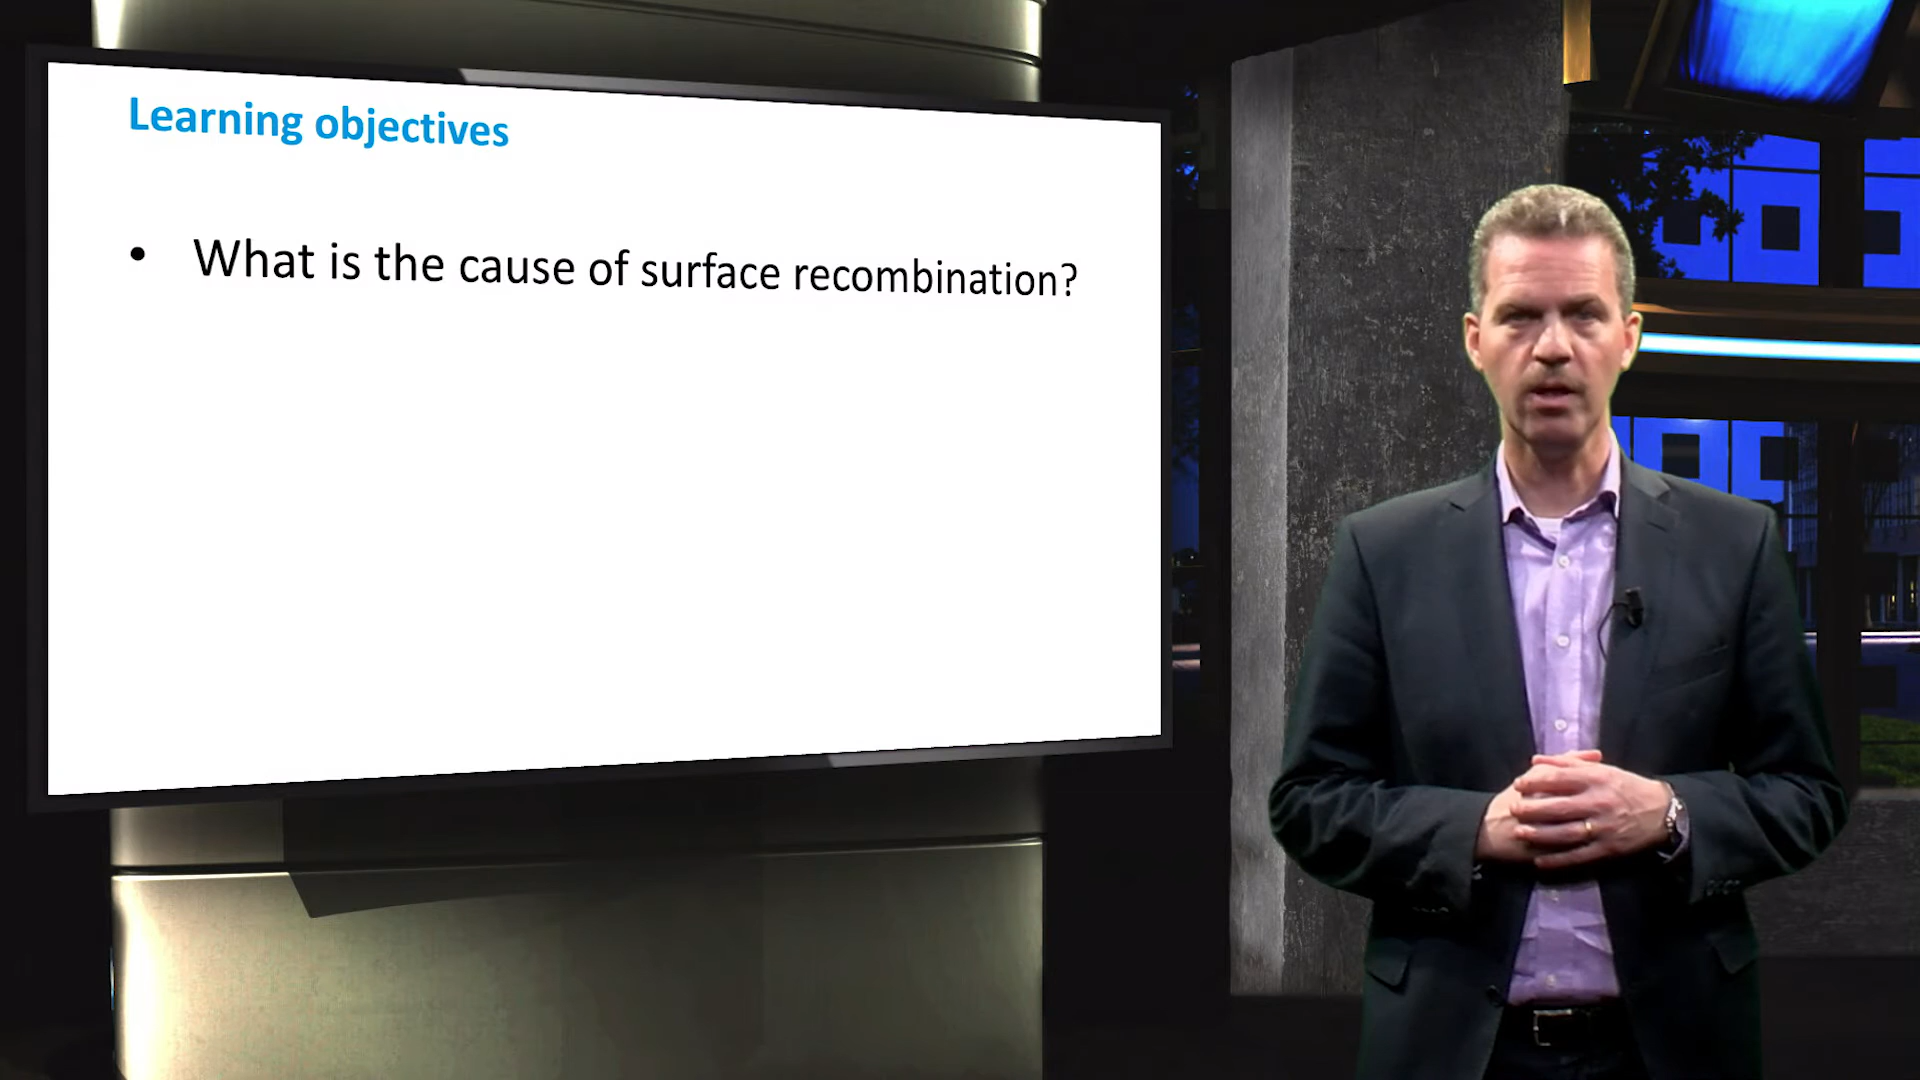 Learning objectives
• What is the cause of surface recombination?